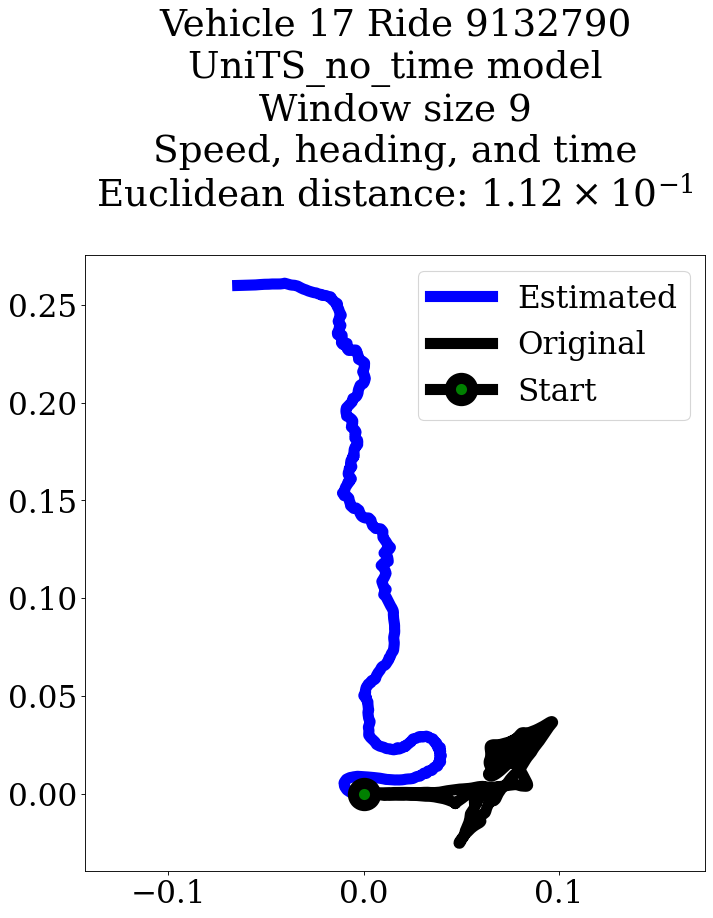 Vehicle 17 Ride 9132790
UniTS_no_time model
Window size 9
Speed, heading, and time
Euclidean distance: 1.12 × 10⁻¹
Estimated
Original
Start
0.25
0.20
0.15
0.10
0.05
0.00
−0.1
0.0
0.1